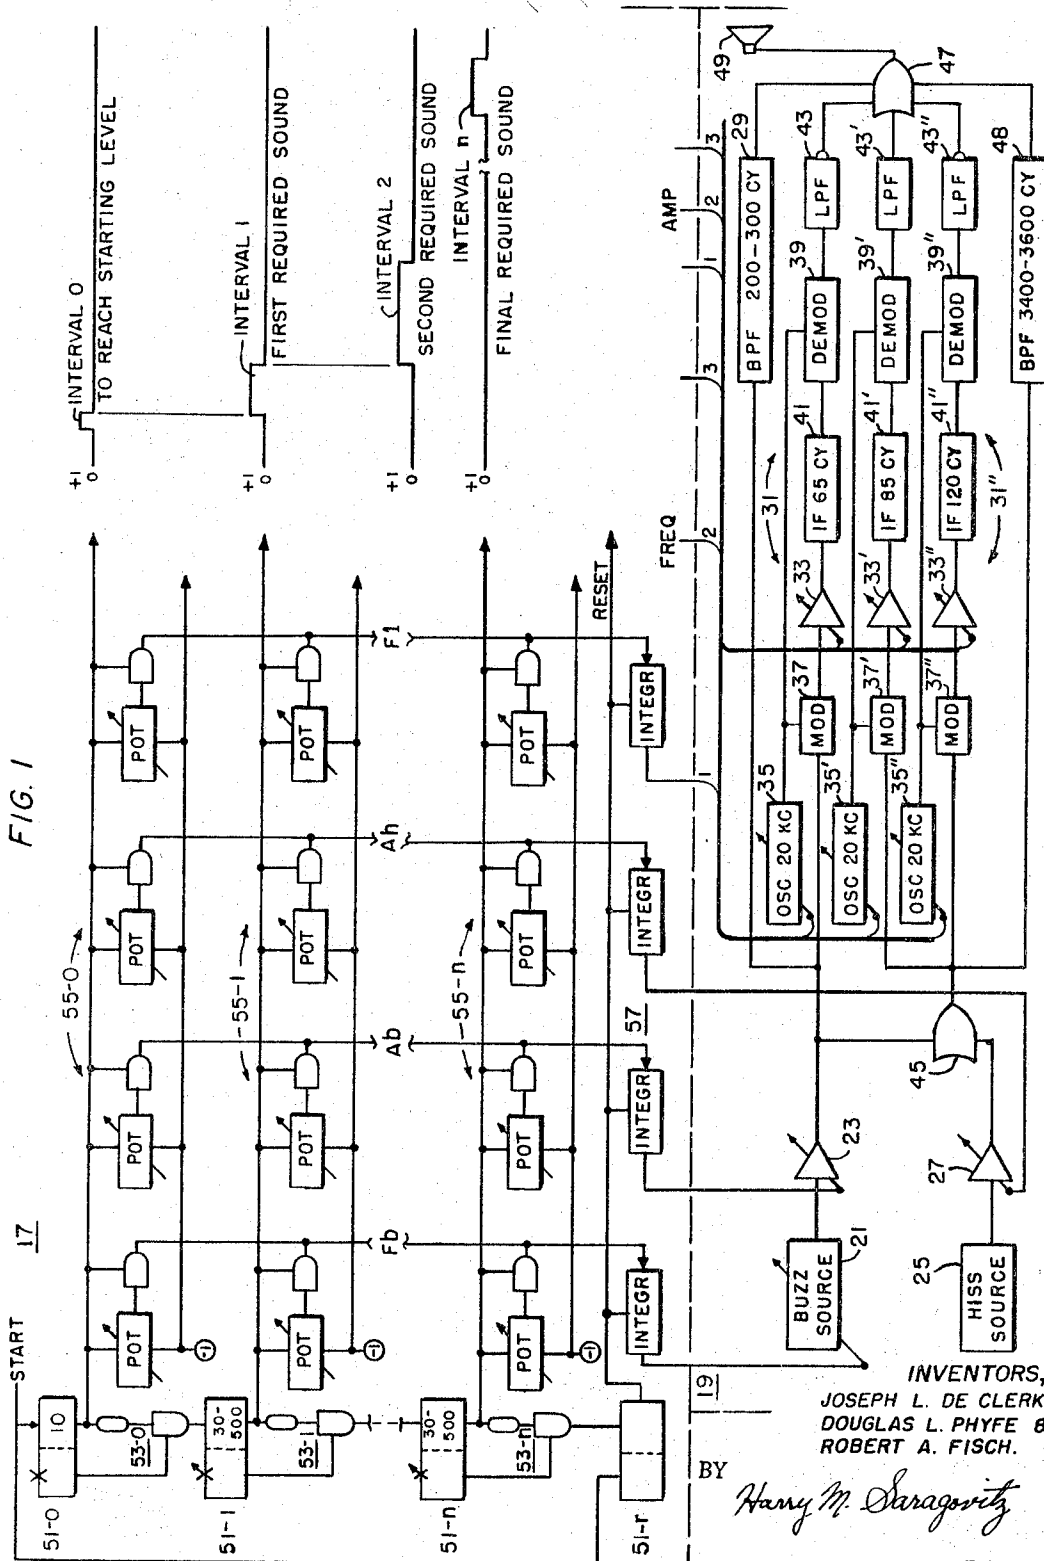 FIG. 1
17
START
10
51-0
53-0
55-0
POT
POT
POT
POT
INTERVAL 0
+1
0
TO REACH STARTING LEVEL
30-
500
51-1
53-1
55-1
POT
POT
POT
POT
INTERVAL 1
+1
0
FIRST REQUIRED SOUND
INTERVAL 2
+1
0
SECOND REQUIRED SOUND
Fb
Ab
Ah
F1
30-
500
51-n
53-n
55-n
POT
POT
POT
POT
INTERVAL n
+1
0
FINAL REQUIRED SOUND
RESET
57
51-r
INTEGR
INTEGR
INTEGR
INTEGR
19
1
FREQ
2
3
AMP
1
2
3
49
BPF 200-300 CY
29
47
OSC 20 KC
35
MOD
37
33
31
IF 65 CY
41
DEMOD
39
LPF
43
OSC 20 KC
35'
MOD
37'
33'
IF 85 CY
41'
DEMOD
39'
LPF
43'
OSC 20 KC
35"
MOD
37"
33"
IF 120 CY
41"
31"
DEMOD
39"
LPF
43"
BPF 3400-3600 CY
48
BUZZ
SOURCE
21
23
HISS
SOURCE
25
27
45
INVENTORS,
JOSEPH L. DE CLERK
DOUGLAS L. PHYFE &
ROBERT A. FISCH.
BY
Harry M. Saragovitz